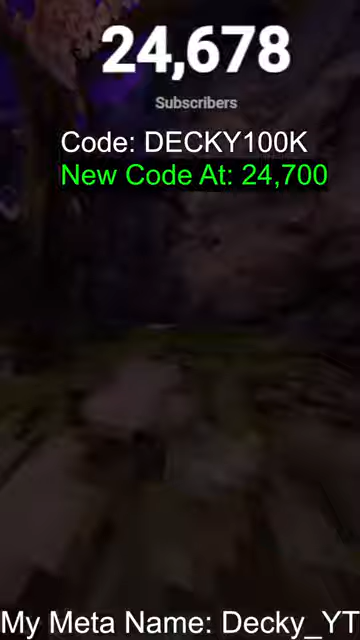 24,678
Subscribers
Code: DECKY100K
New Code At: 24,700
My Meta Name: Decky_YT